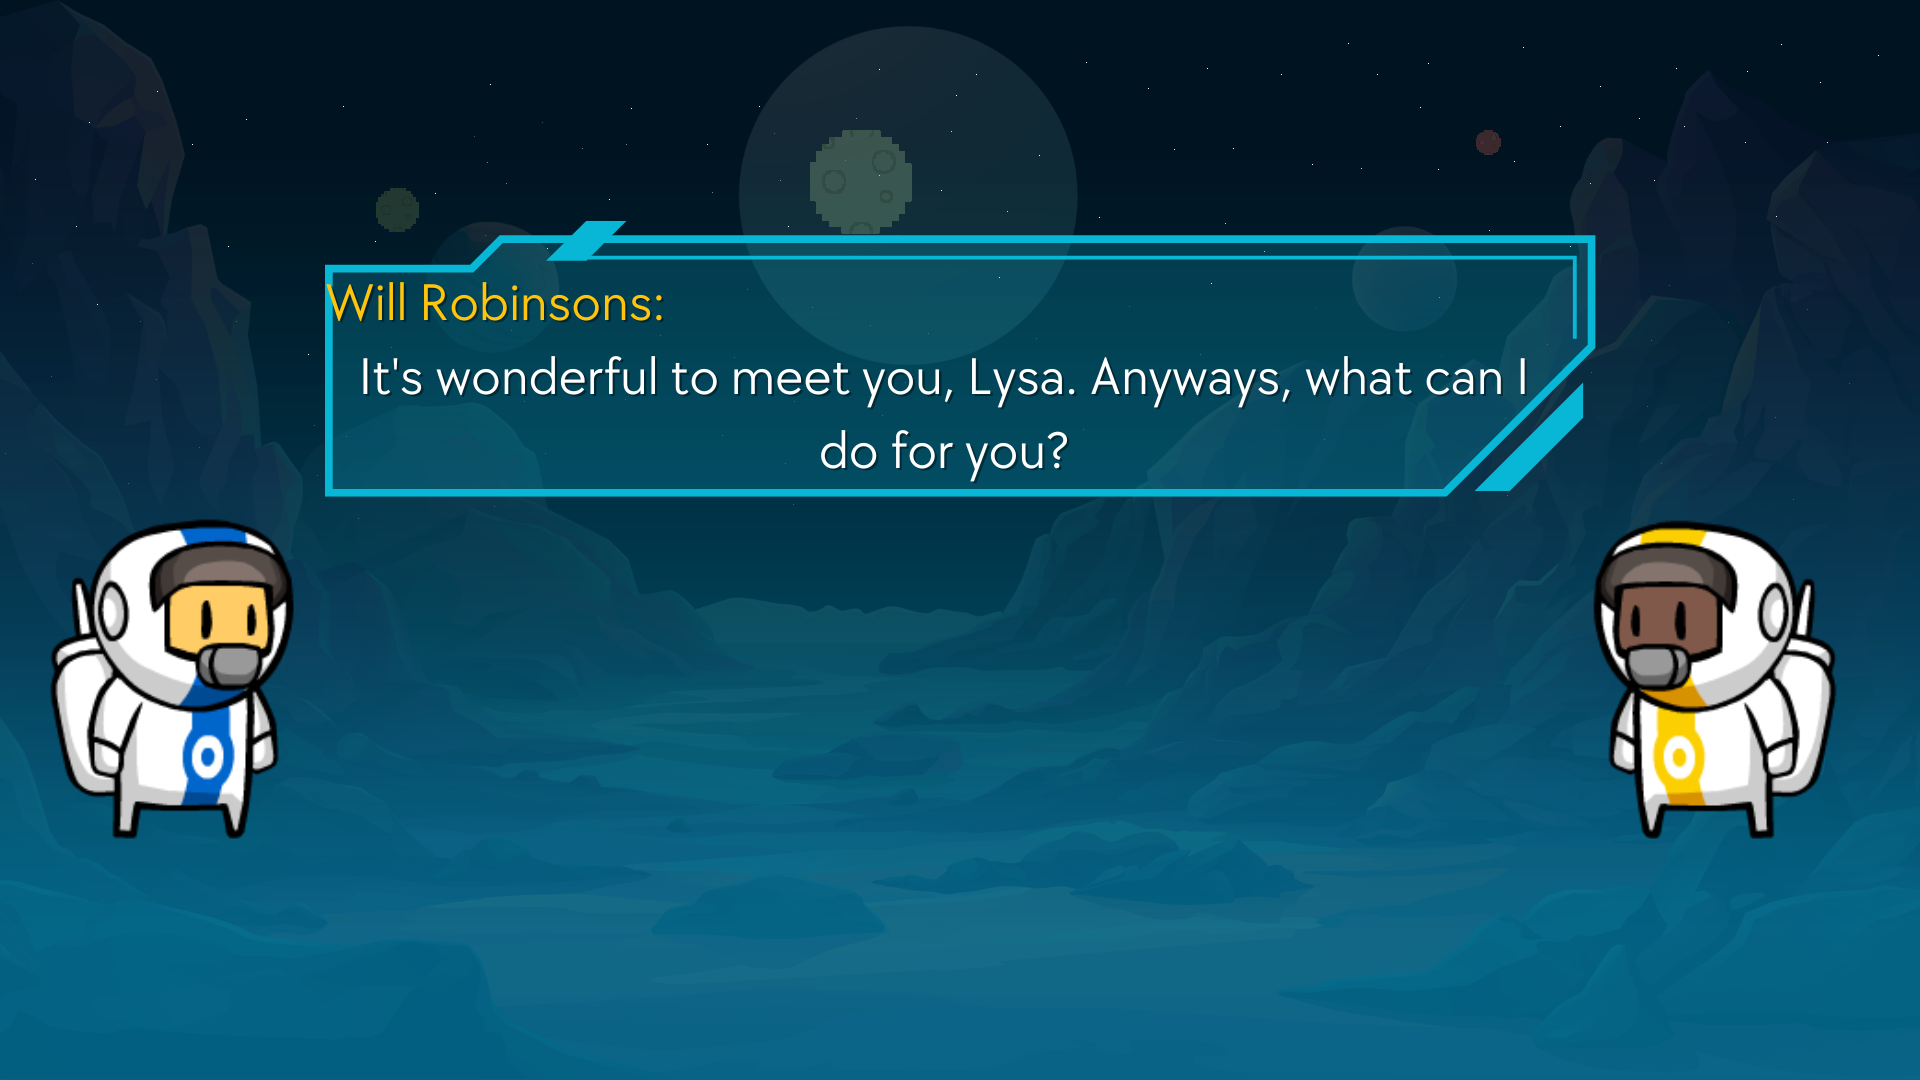 Will Robinsons:
It's wonderful to meet you, Lysa. Anyways, what can I
do for you?